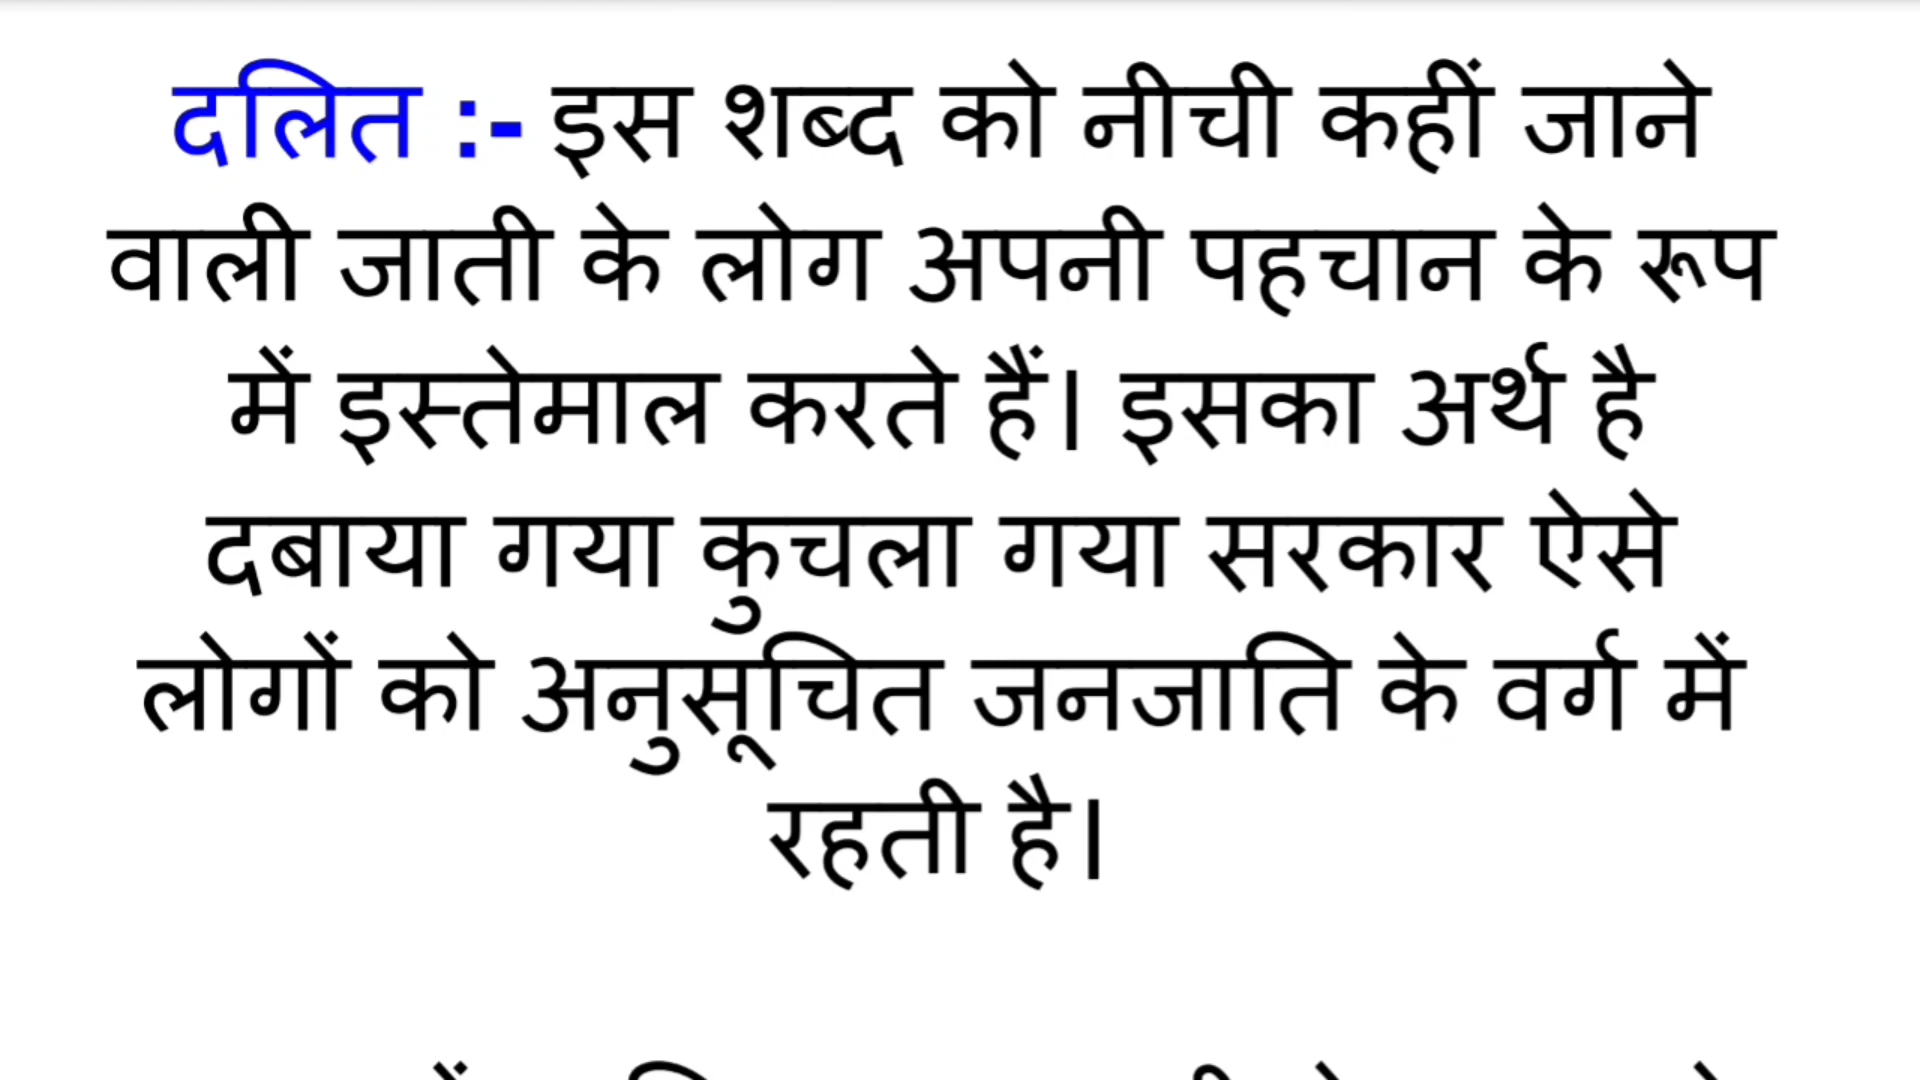 दलित :- इस शब्द को नीची कहीं जाने
वाली जाती के लोग अपनी पहचान के रूप
में इस्तेमाल करते हैं। इसका अर्थ है
दबाया गया कुचला गया सरकार ऐसे
लोगों को अनुसूचित जनजाति के वर्ग में
रहती है।